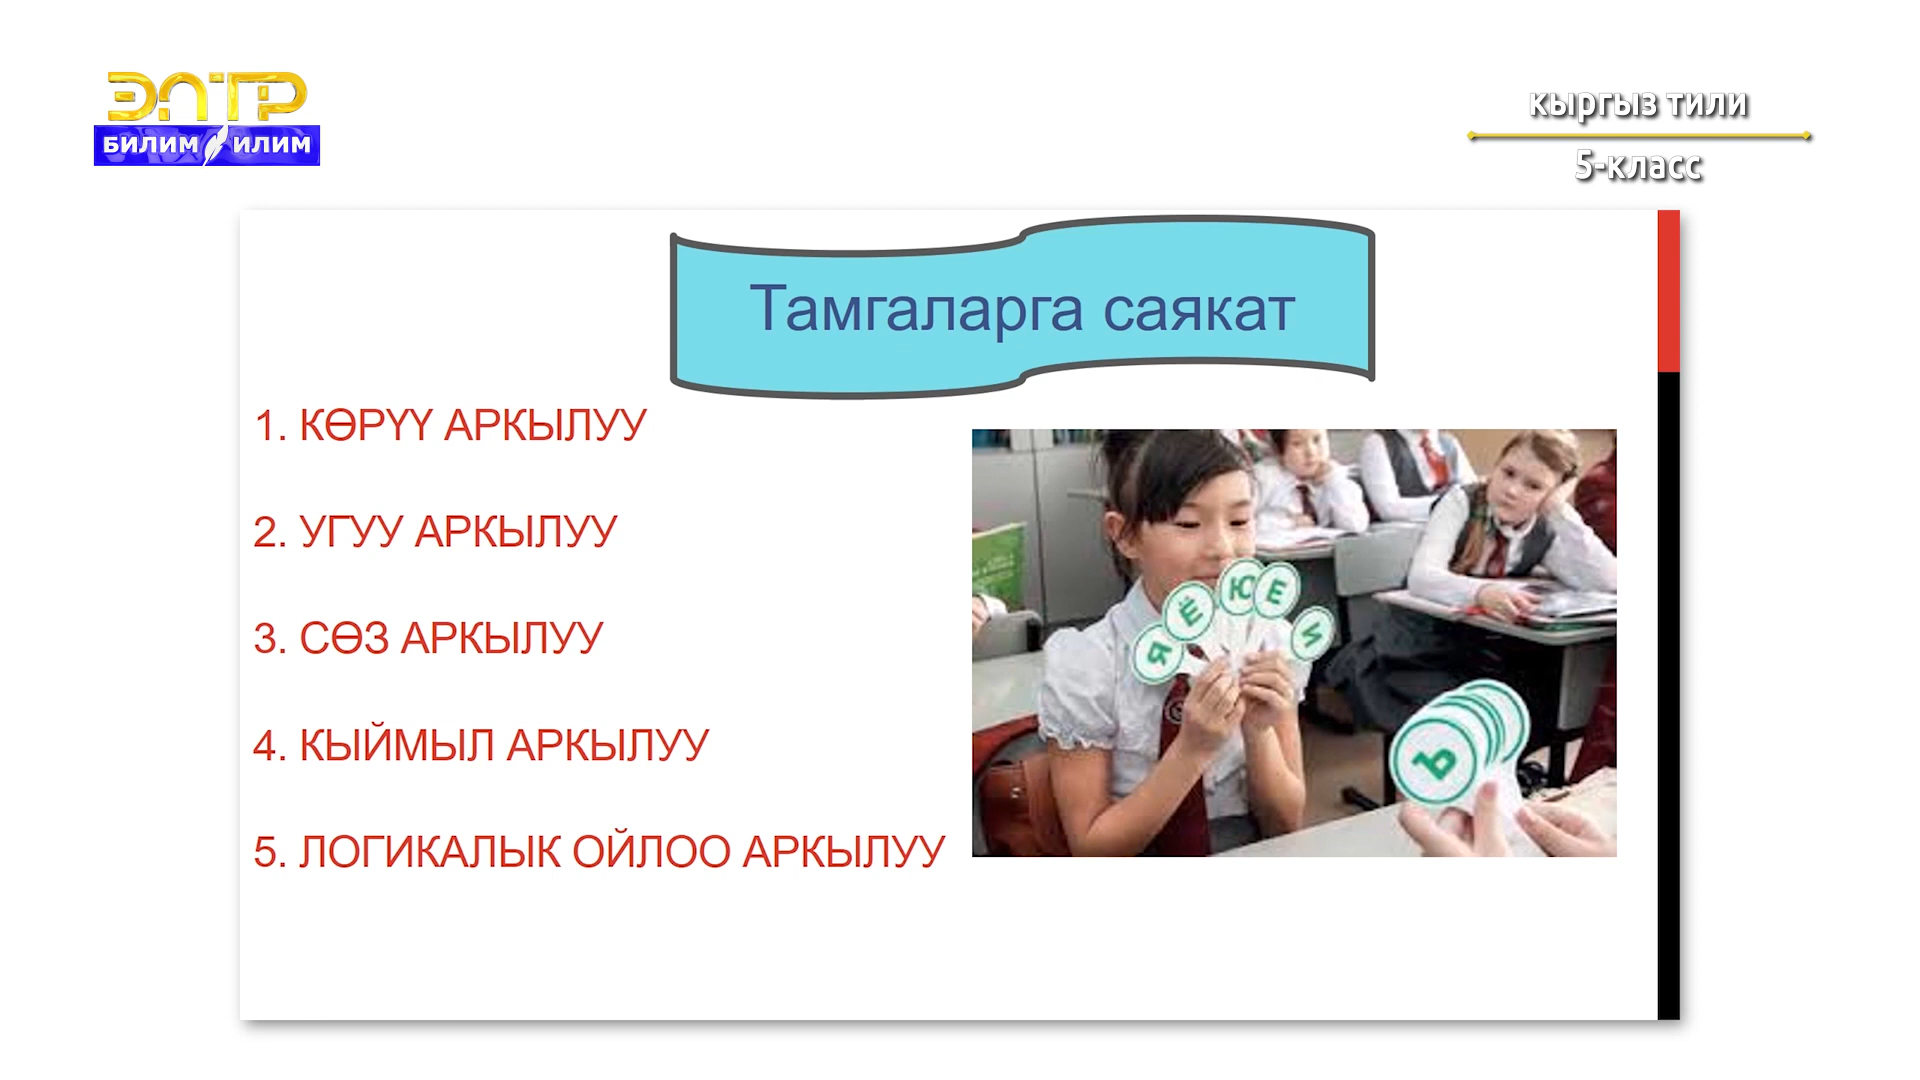 ЭЛТР
БИЛИМ ИЛИМ
кыргыз тили
5-класс
Тамгаларга саякат
1. КӨРҮҮ АРКЫЛУУ
2. УГУУ АРКЫЛУУ
3. СӨЗ АРКЫЛУУ
4. КЫЙМЫЛ АРКЫЛУУ
5. ЛОГИКАЛЫК ОЙЛОО АРКЫЛУУ
Я Ё Ю Е И
Ъ